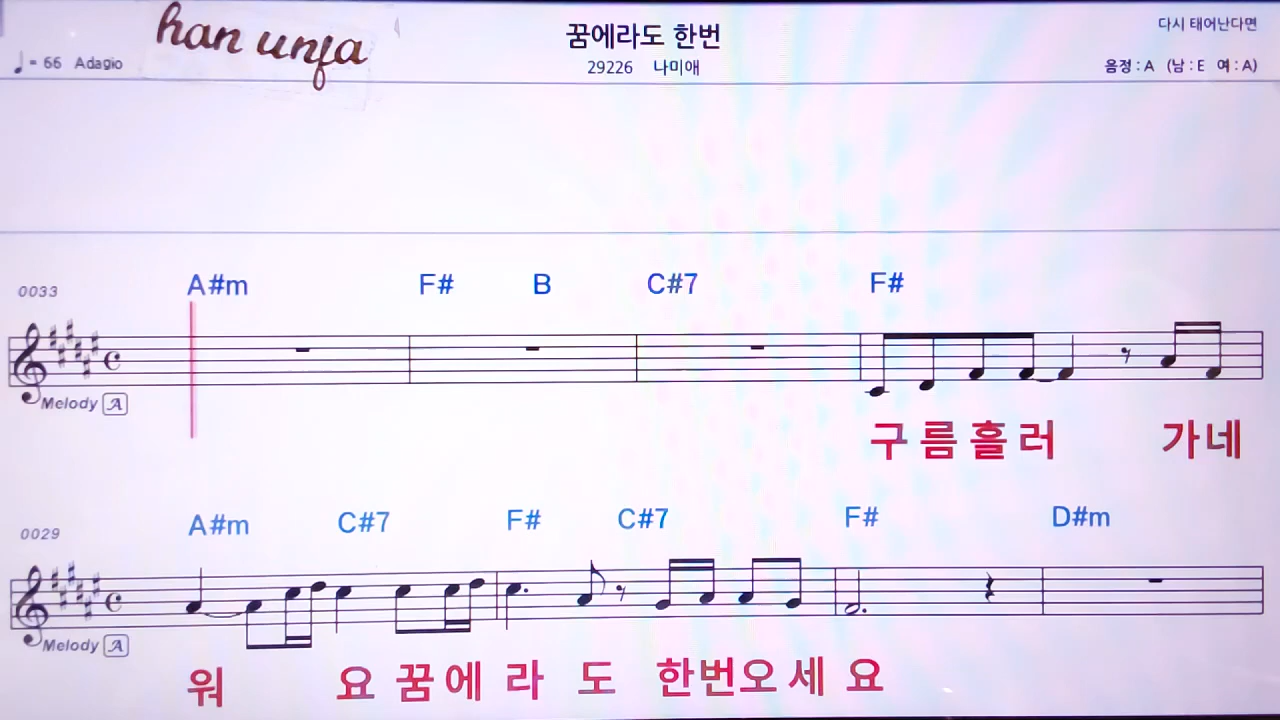 han unfa
꿈에라도 한번
다시 태어난다면
♩= 66 Adagio
29226 나미애
음정 : A (남 : E 여 : A)
0033
A#m F# B C#7 F#
Melody A
구 름 흘 러 가 네
0029
A#m C#7 F# C#7 F# D#m
Melody A
워 요 꿈 에 라 도 한 번 오 세 요